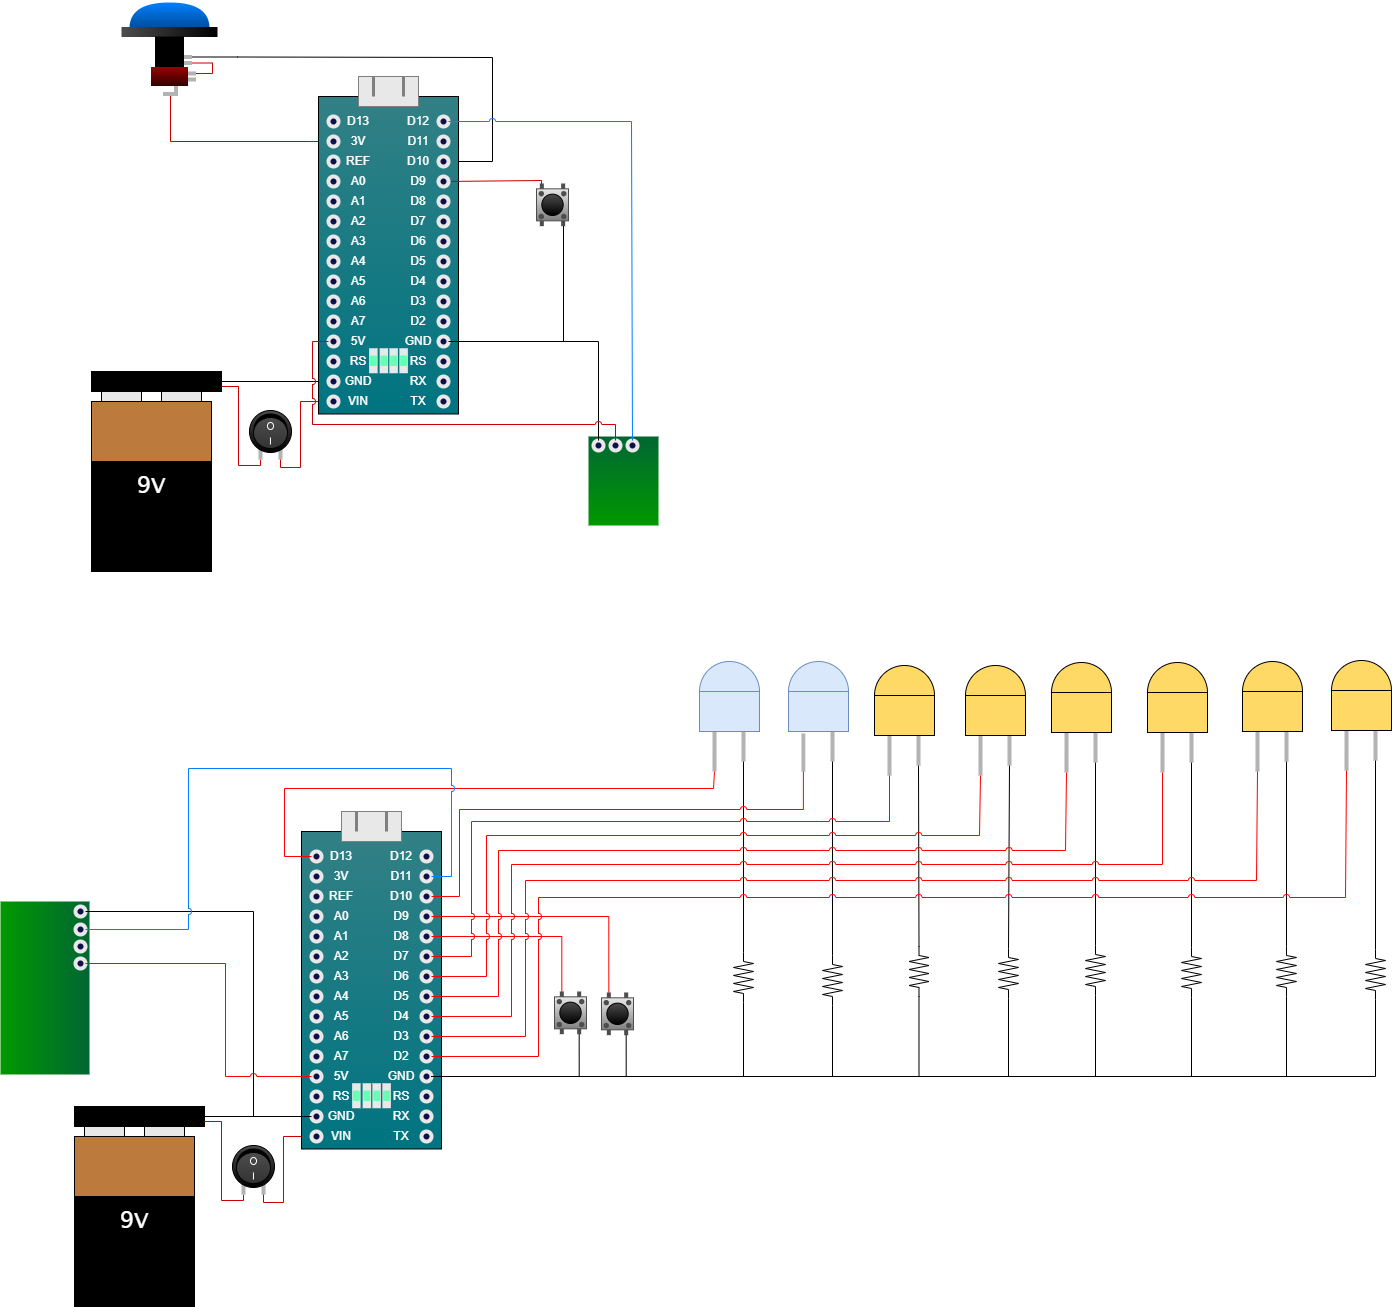 D13 D12
3V D11
REF D10
A0 D9
A1 D8
A2 D7
A3 D6
A4 D5
A5 D4
A6 D3
A7 D2
5V GND
RS RS
GND RX
VIN TX
O
I
9V
D13 D12
3V D11
REF D10
A0 D9
A1 D8
A2 D7
A3 D6
A4 D5
A5 D4
A6 D3
A7 D2
5V GND
RS RS
GND RX
VIN TX
O
I
9V